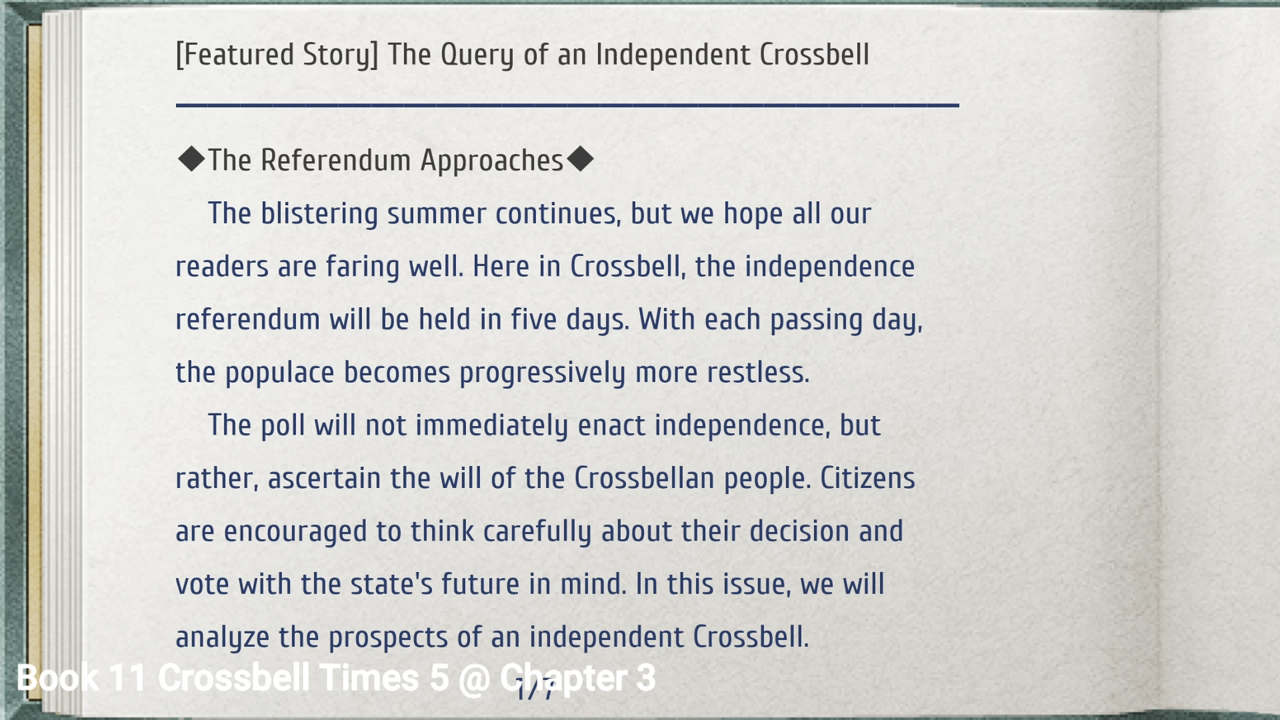 [Featured Story] The Query of an Independent Crossbell
◆The Referendum Approaches◆
The blistering summer continues, but we hope all our
readers are faring well. Here in Crossbell, the independence
referendum will be held in five days. With each passing day,
the populace becomes progressively more restless.
The poll will not immediately enact independence, but
rather, ascertain the will of the Crossbellan people. Citizens
are encouraged to think carefully about their decision and
vote with the state's future in mind. In this issue, we will
analyze the prospects of an independent Crossbell.
Book 11 Crossbell Times 5 @ Chapter 3
1/7